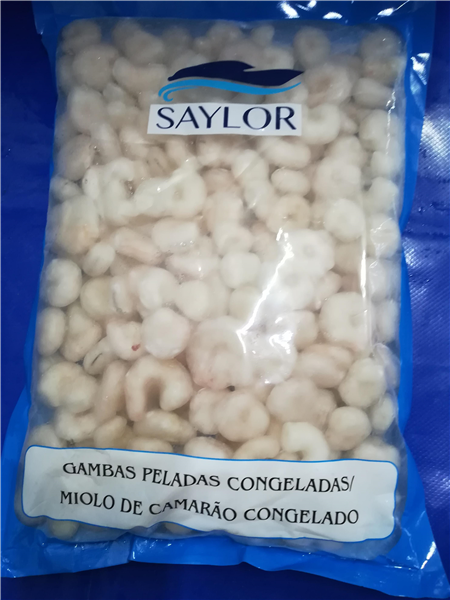 SAYLOR
GAMBAS PELADAS CONGELADAS/
MIOLO DE CAMARÃO CONGELADO